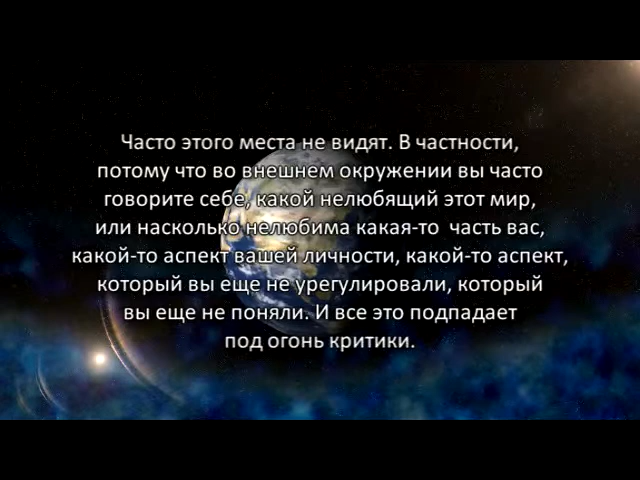 Часто этого места не видят. В частности,
потому что во внешнем окружении вы часто
говорите себе, какой нелюбящий этот мир,
или насколько нелюбима какая-то часть вас,
какой-то аспект вашей личности, какой-то аспект,
который вы еще не урегулировали, который
вы еще не поняли. И все это подпадает
под огонь критики.